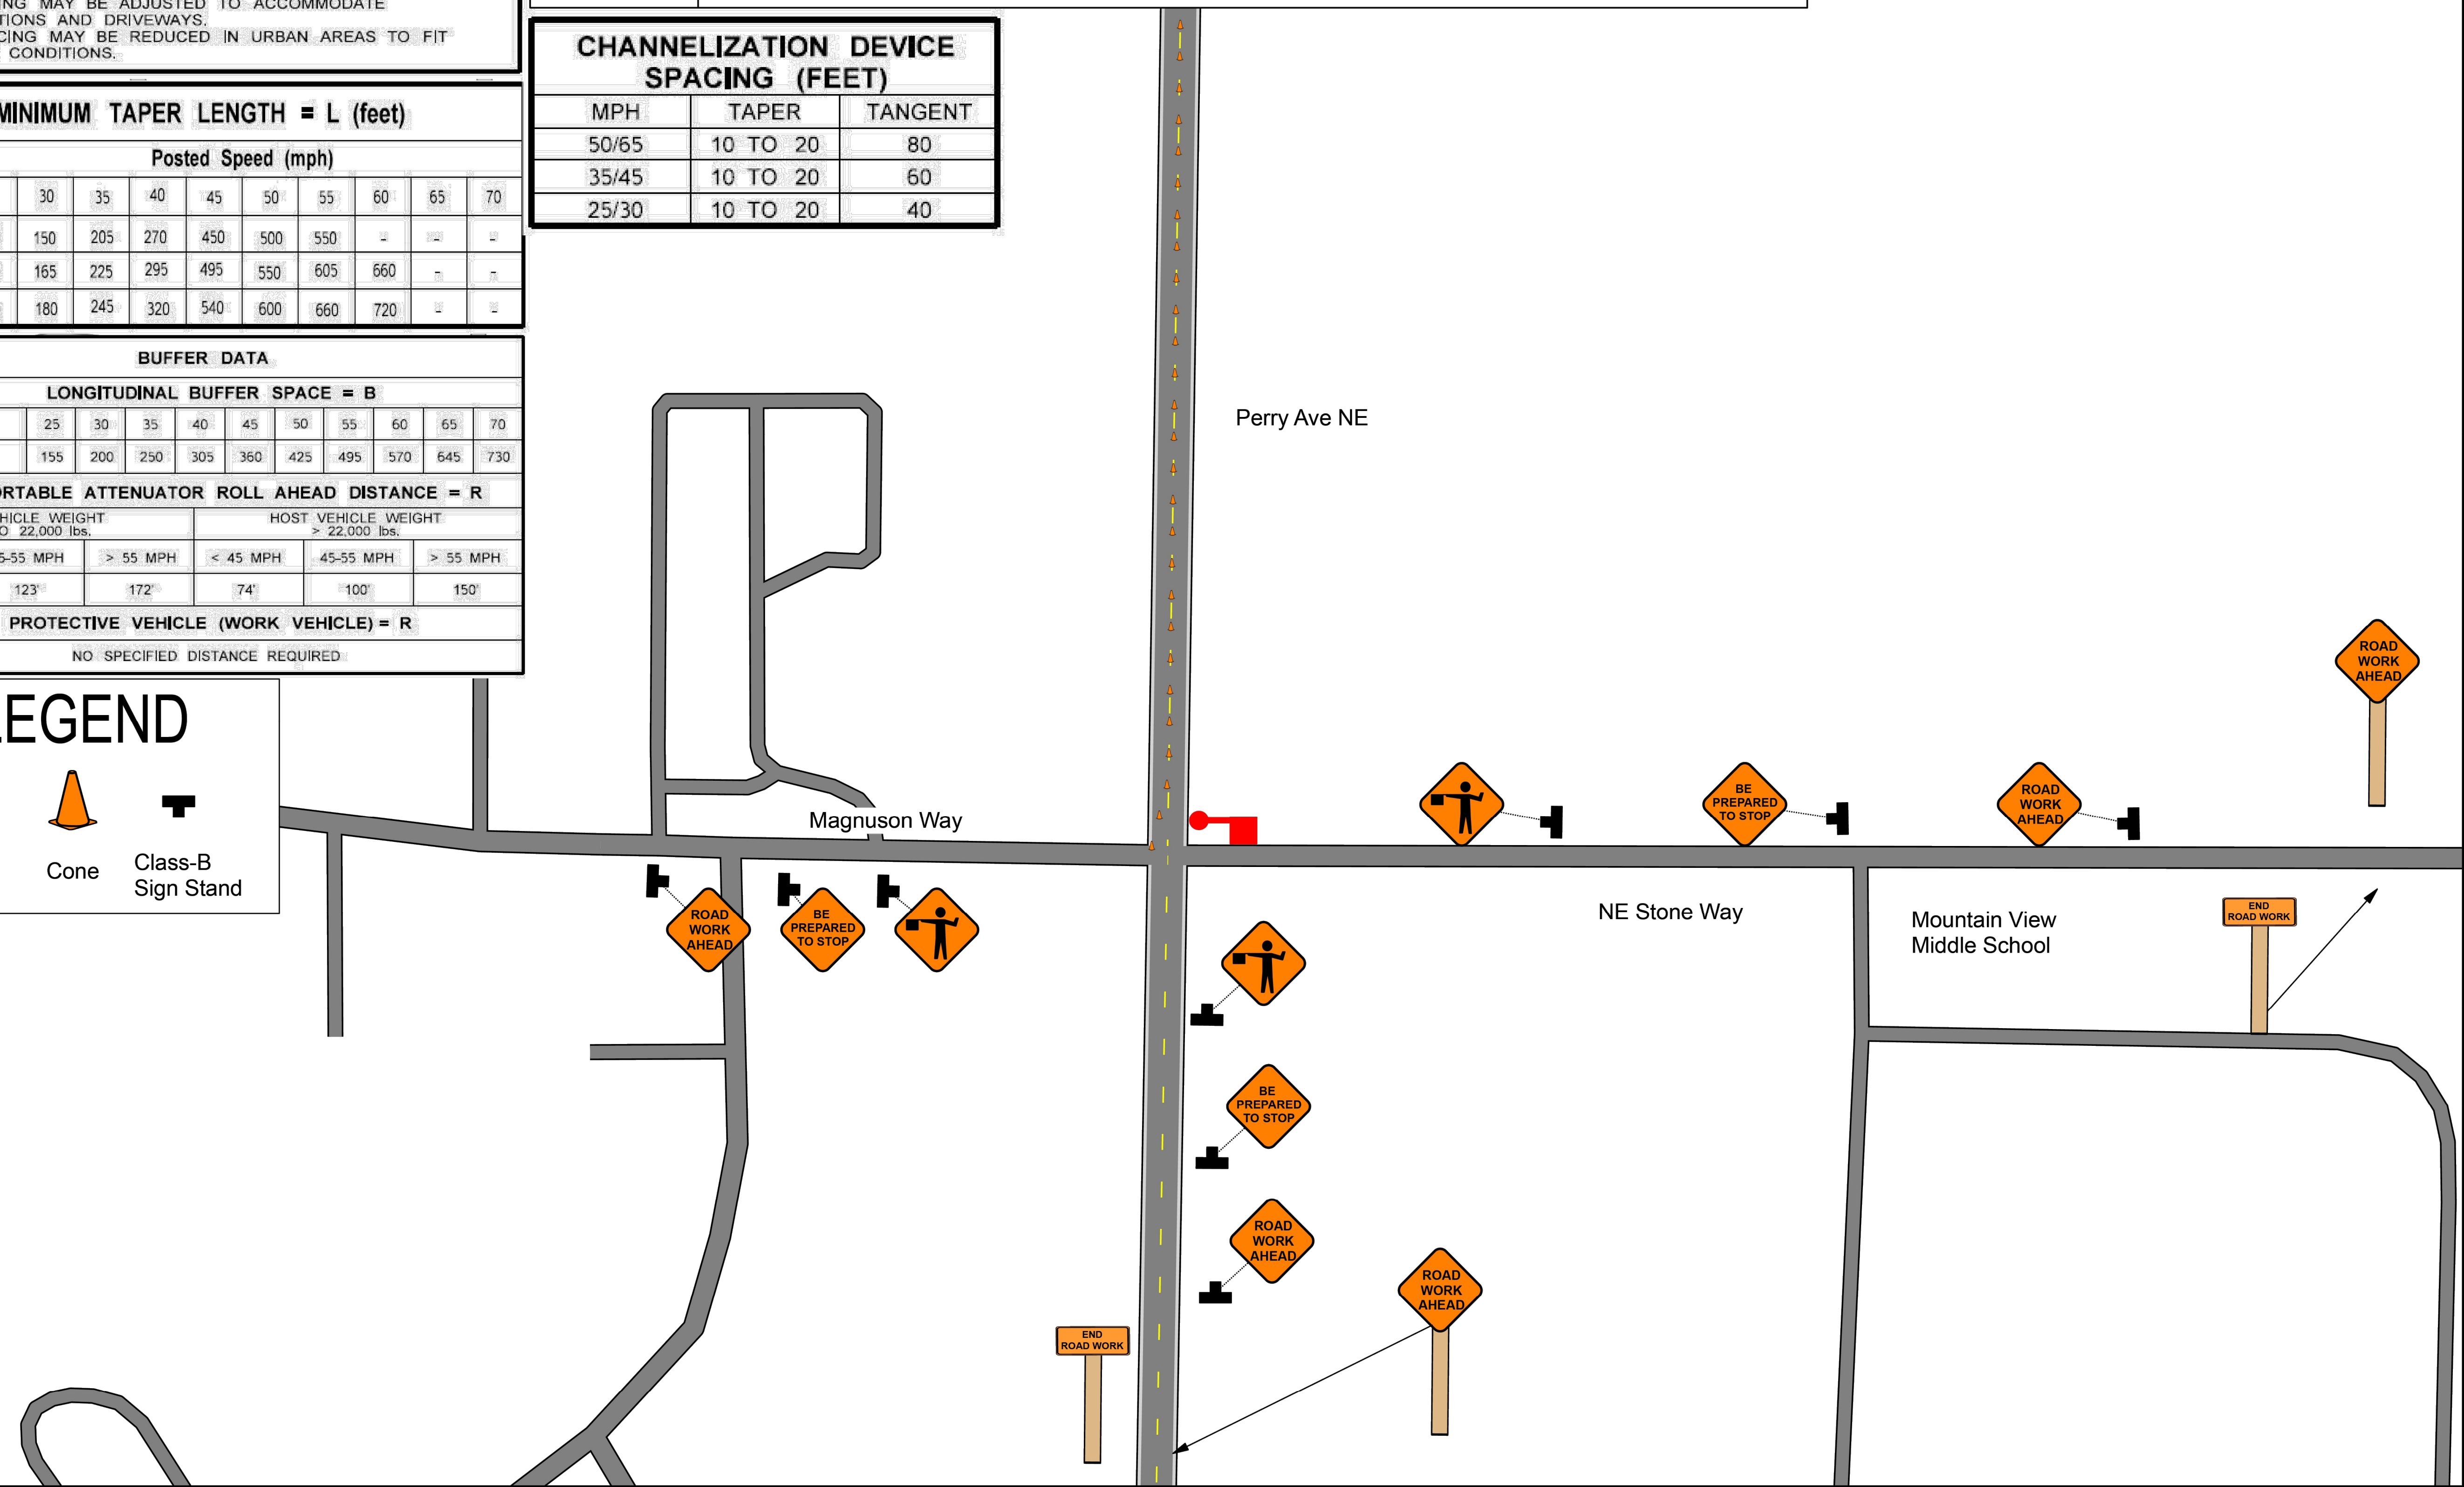 ING MAY BE ADJUSTED TO ACCOMMODATE
TIONS AND DRIVEWAYS.
CING MAY BE REDUCED IN URBAN AREAS TO FIT
CONDITIONS.
CHANNELIZATION DEVICE
SPACING (FEET)
MPH TAPER TANGENT
50/65 10 TO 20 80
35/45 10 TO 20 60
25/30 10 TO 20 40
MINIMUM TAPER LENGTH = L (feet)
Posted Speed (mph)
30 35 40 45 50 55 60 65 70
150 205 270 450 500 550 - - -
165 225 295 495 550 605 660 - -
180 245 320 540 600 660 720 - -
BUFFER DATA
LONGITUDINAL BUFFER SPACE = B
25 30 35 40 45 50 55 60 65 70
155 200 250 305 360 425 495 570 645 730
ORTABLE ATTENUATOR ROLL AHEAD DISTANCE = R
HICLE WEIGHT
O 22,000 lbs.
HOST VEHICLE WEIGHT
> 22,000 lbs.
5-55 MPH > 55 MPH < 45 MPH 45-55 MPH > 55 MPH
123' 172' 74' 100' 150'
PROTECTIVE VEHICLE (WORK VEHICLE) = R
NO SPECIFIED DISTANCE REQUIRED
LEGEND
Cone
Class-B
Sign Stand
Perry Ave NE
Magnuson Way
NE Stone Way
Mountain View
Middle School
ROAD
WORK
AHEAD
BE
PREPARED
TO STOP
ROAD
WORK
AHEAD
ROAD
WORK
AHEAD
BE
PREPARED
TO STOP
END
ROAD WORK
BE
PREPARED
TO STOP
ROAD
WORK
AHEAD
ROAD
WORK
AHEAD
END
ROAD WORK